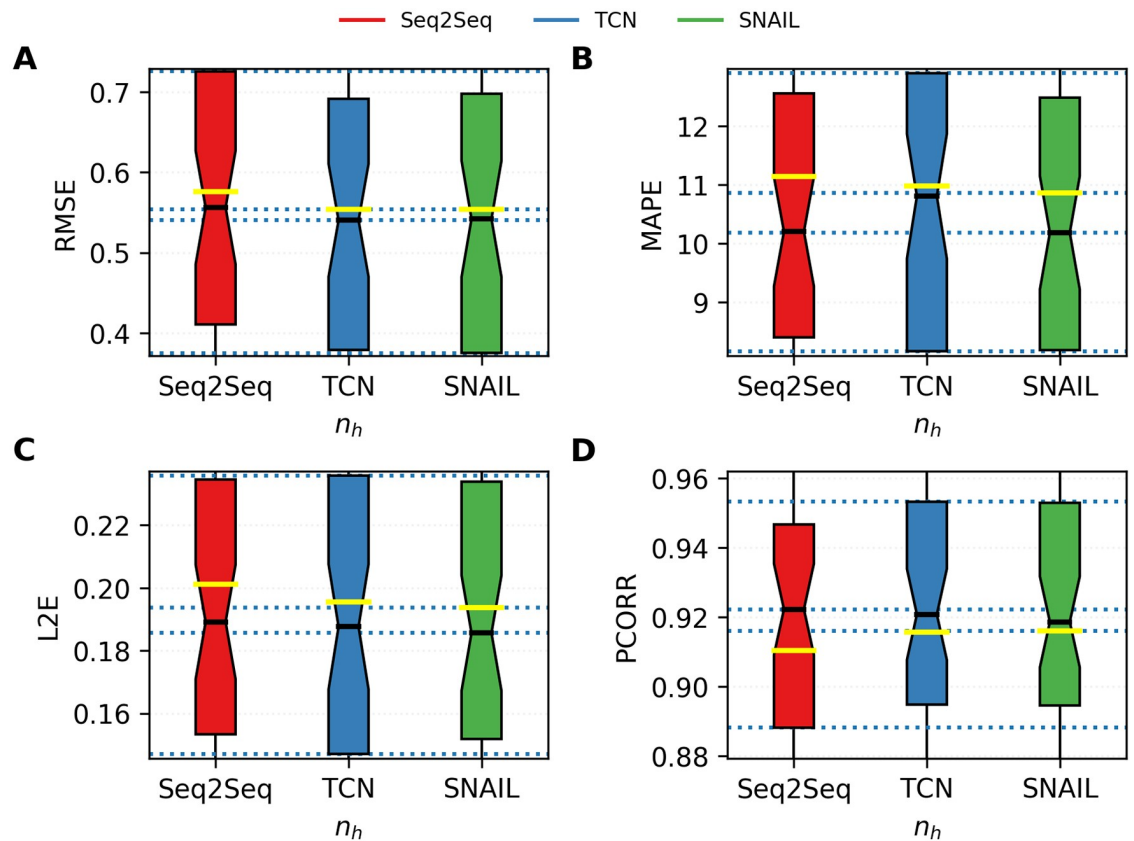 Seq2Seq TCN SNAIL
A
RMSE
0.7
0.6
0.5
0.4
Seq2Seq TCN SNAIL
n_h
B
MAPE
12
11
10
9
Seq2Seq TCN SNAIL
n_h
C
L2E
0.22
0.20
0.18
0.16
Seq2Seq TCN SNAIL
n_h
D
PCORR
0.96
0.94
0.92
0.90
0.88
Seq2Seq TCN SNAIL
n_h